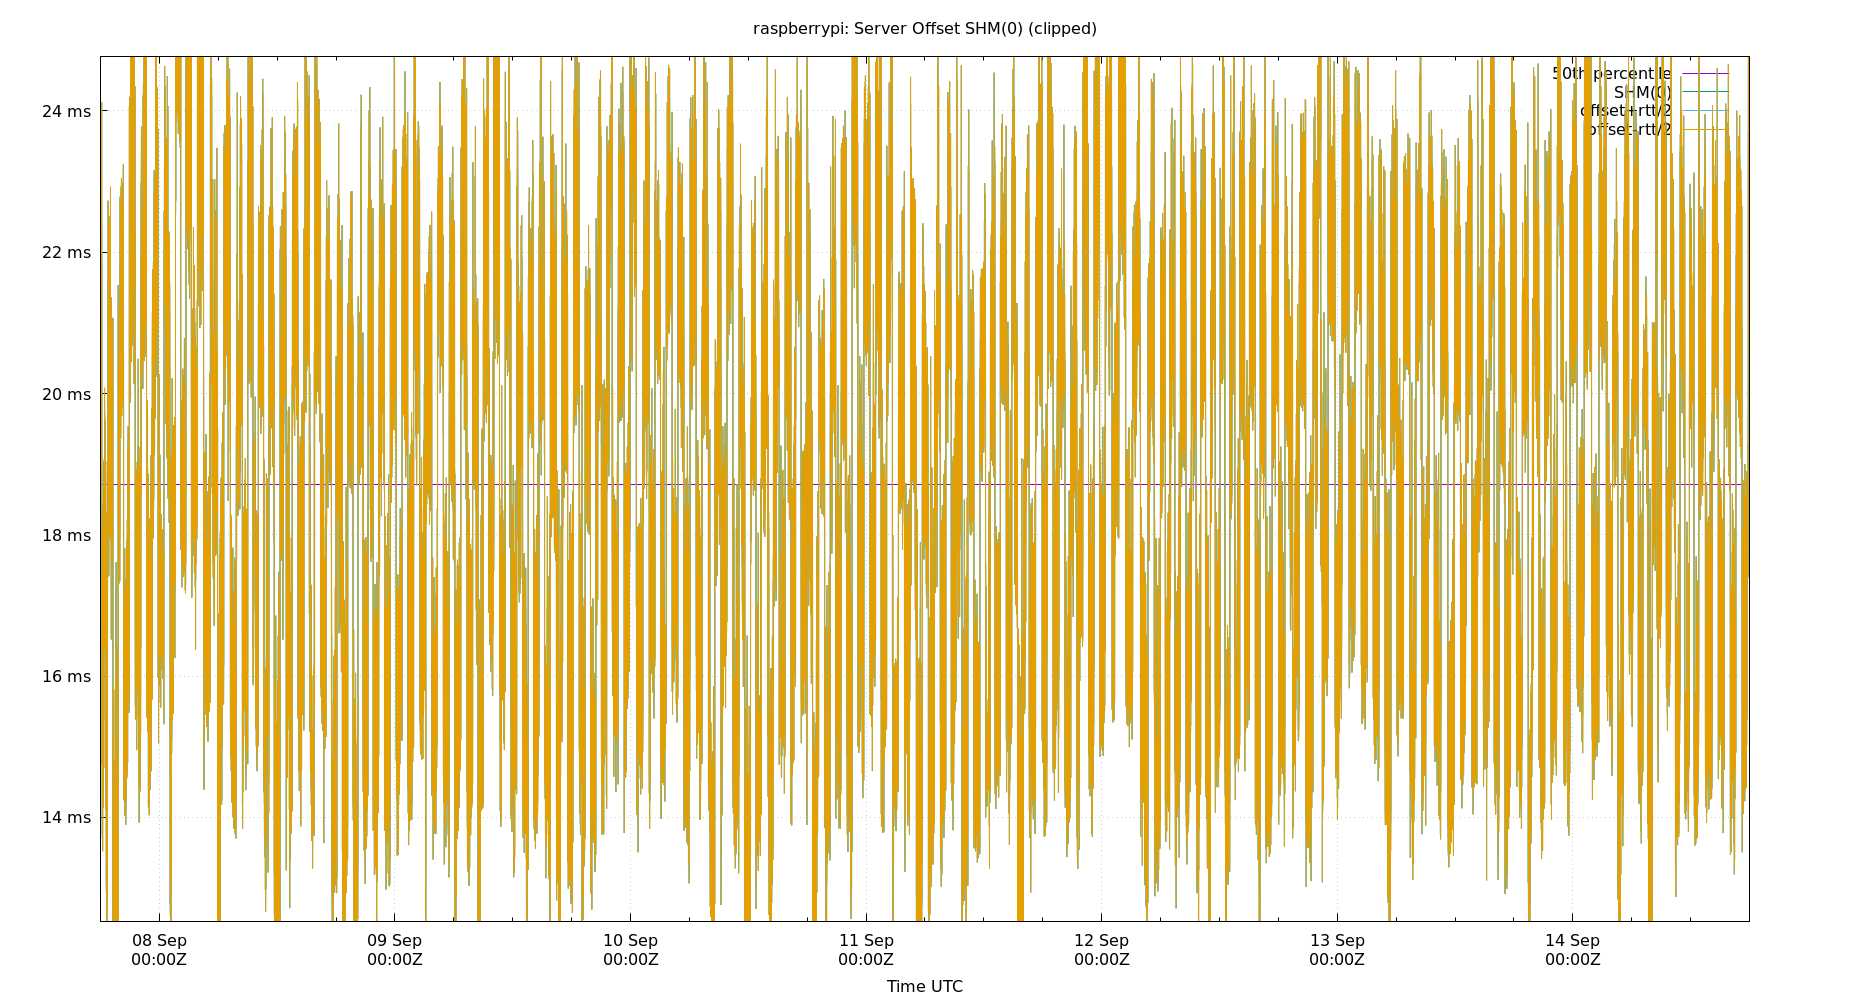 raspberrypi: Server Offset SHM(0) (clipped)
50th percentile
SHM(0)
offset+rtt/2
offset-rtt/2
24 ms
22 ms
20 ms
18 ms
16 ms
14 ms
08 Sep 09 Sep 10 Sep 11 Sep 12 Sep 13 Sep 14 Sep
00:00Z 00:00Z 00:00Z 00:00Z 00:00Z 00:00Z 00:00Z
Time UTC